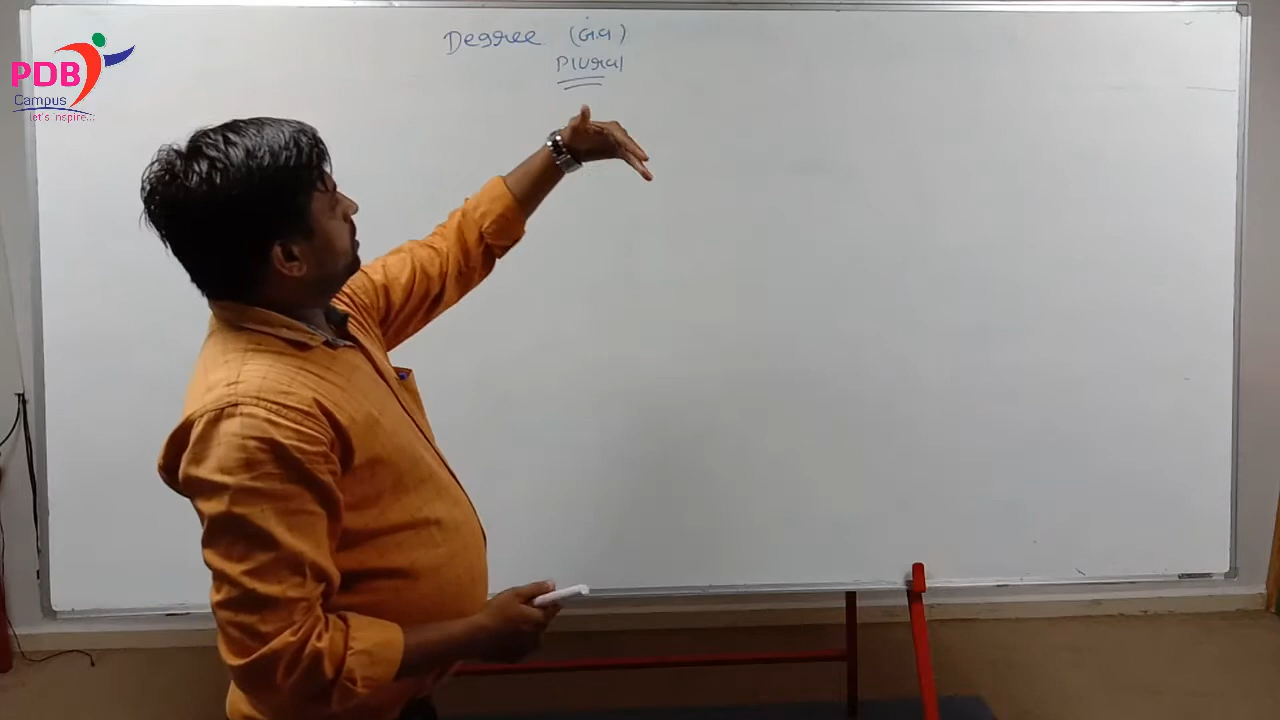 PDB
Campus
let's inspire...
Degree (ત્રંત્ર)
Plural